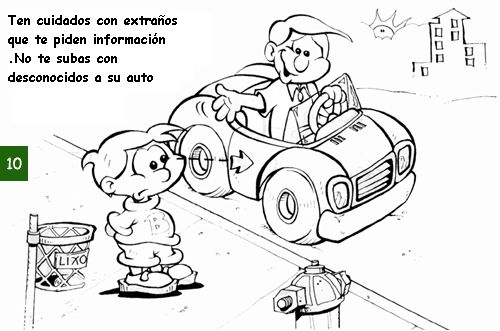 Ten cuidados con extraños
que te piden información
.No te subas con
desconocidos a su auto
10
B
LIXO